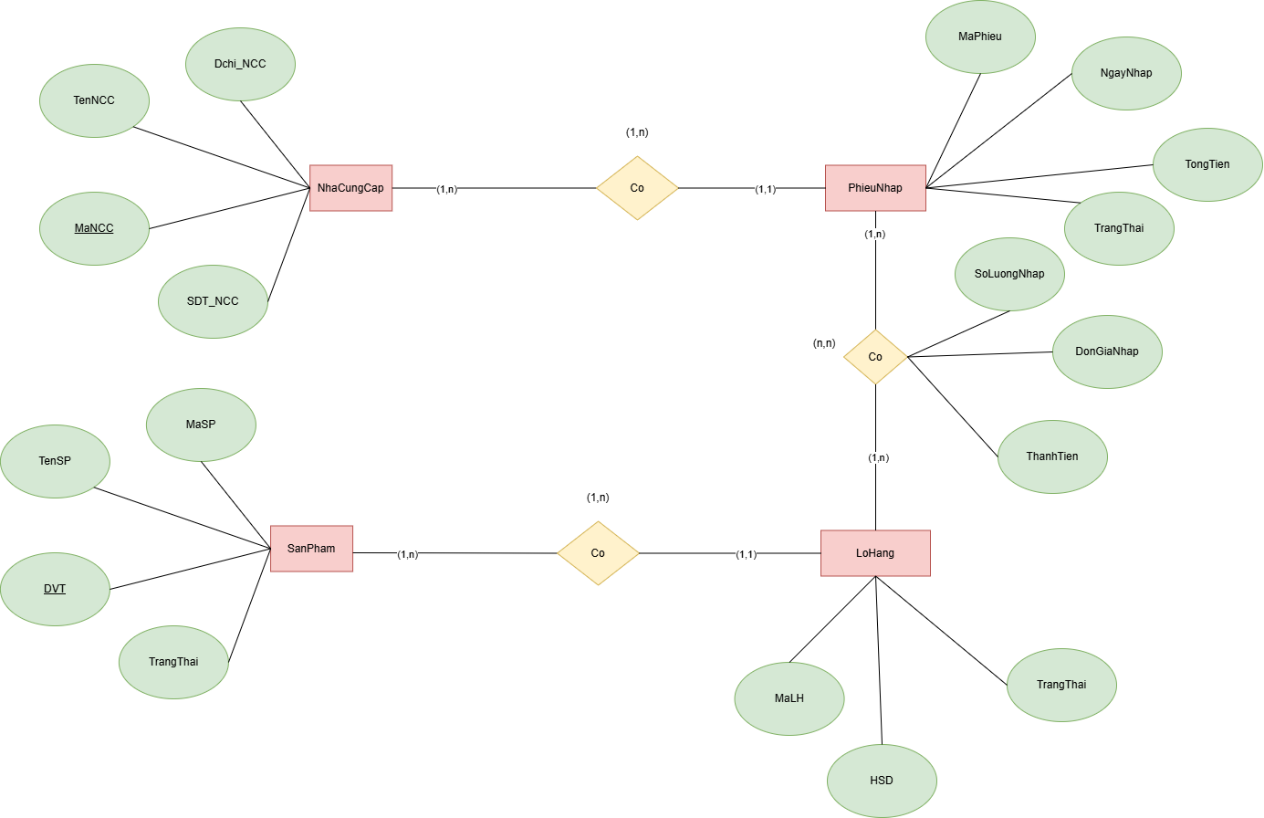 MaPhieu
Dchi_NCC
NgayNhap
TenNCC
(1,n)
TongTien
NhaCungCap
(1,n)
Co
(1,1)
PhieuNhap
MaNCC
TrangThai
(1,n)
SoLuongNhap
SDT_NCC
(n,n)
Co
DonGiaNhap
MaSP
TenSP
ThanhTien
(1,n)
(1,n)
SanPham
(1,n)
Co
(1,1)
LoHang
DVT
TrangThai
MaLH
TrangThai
HSD